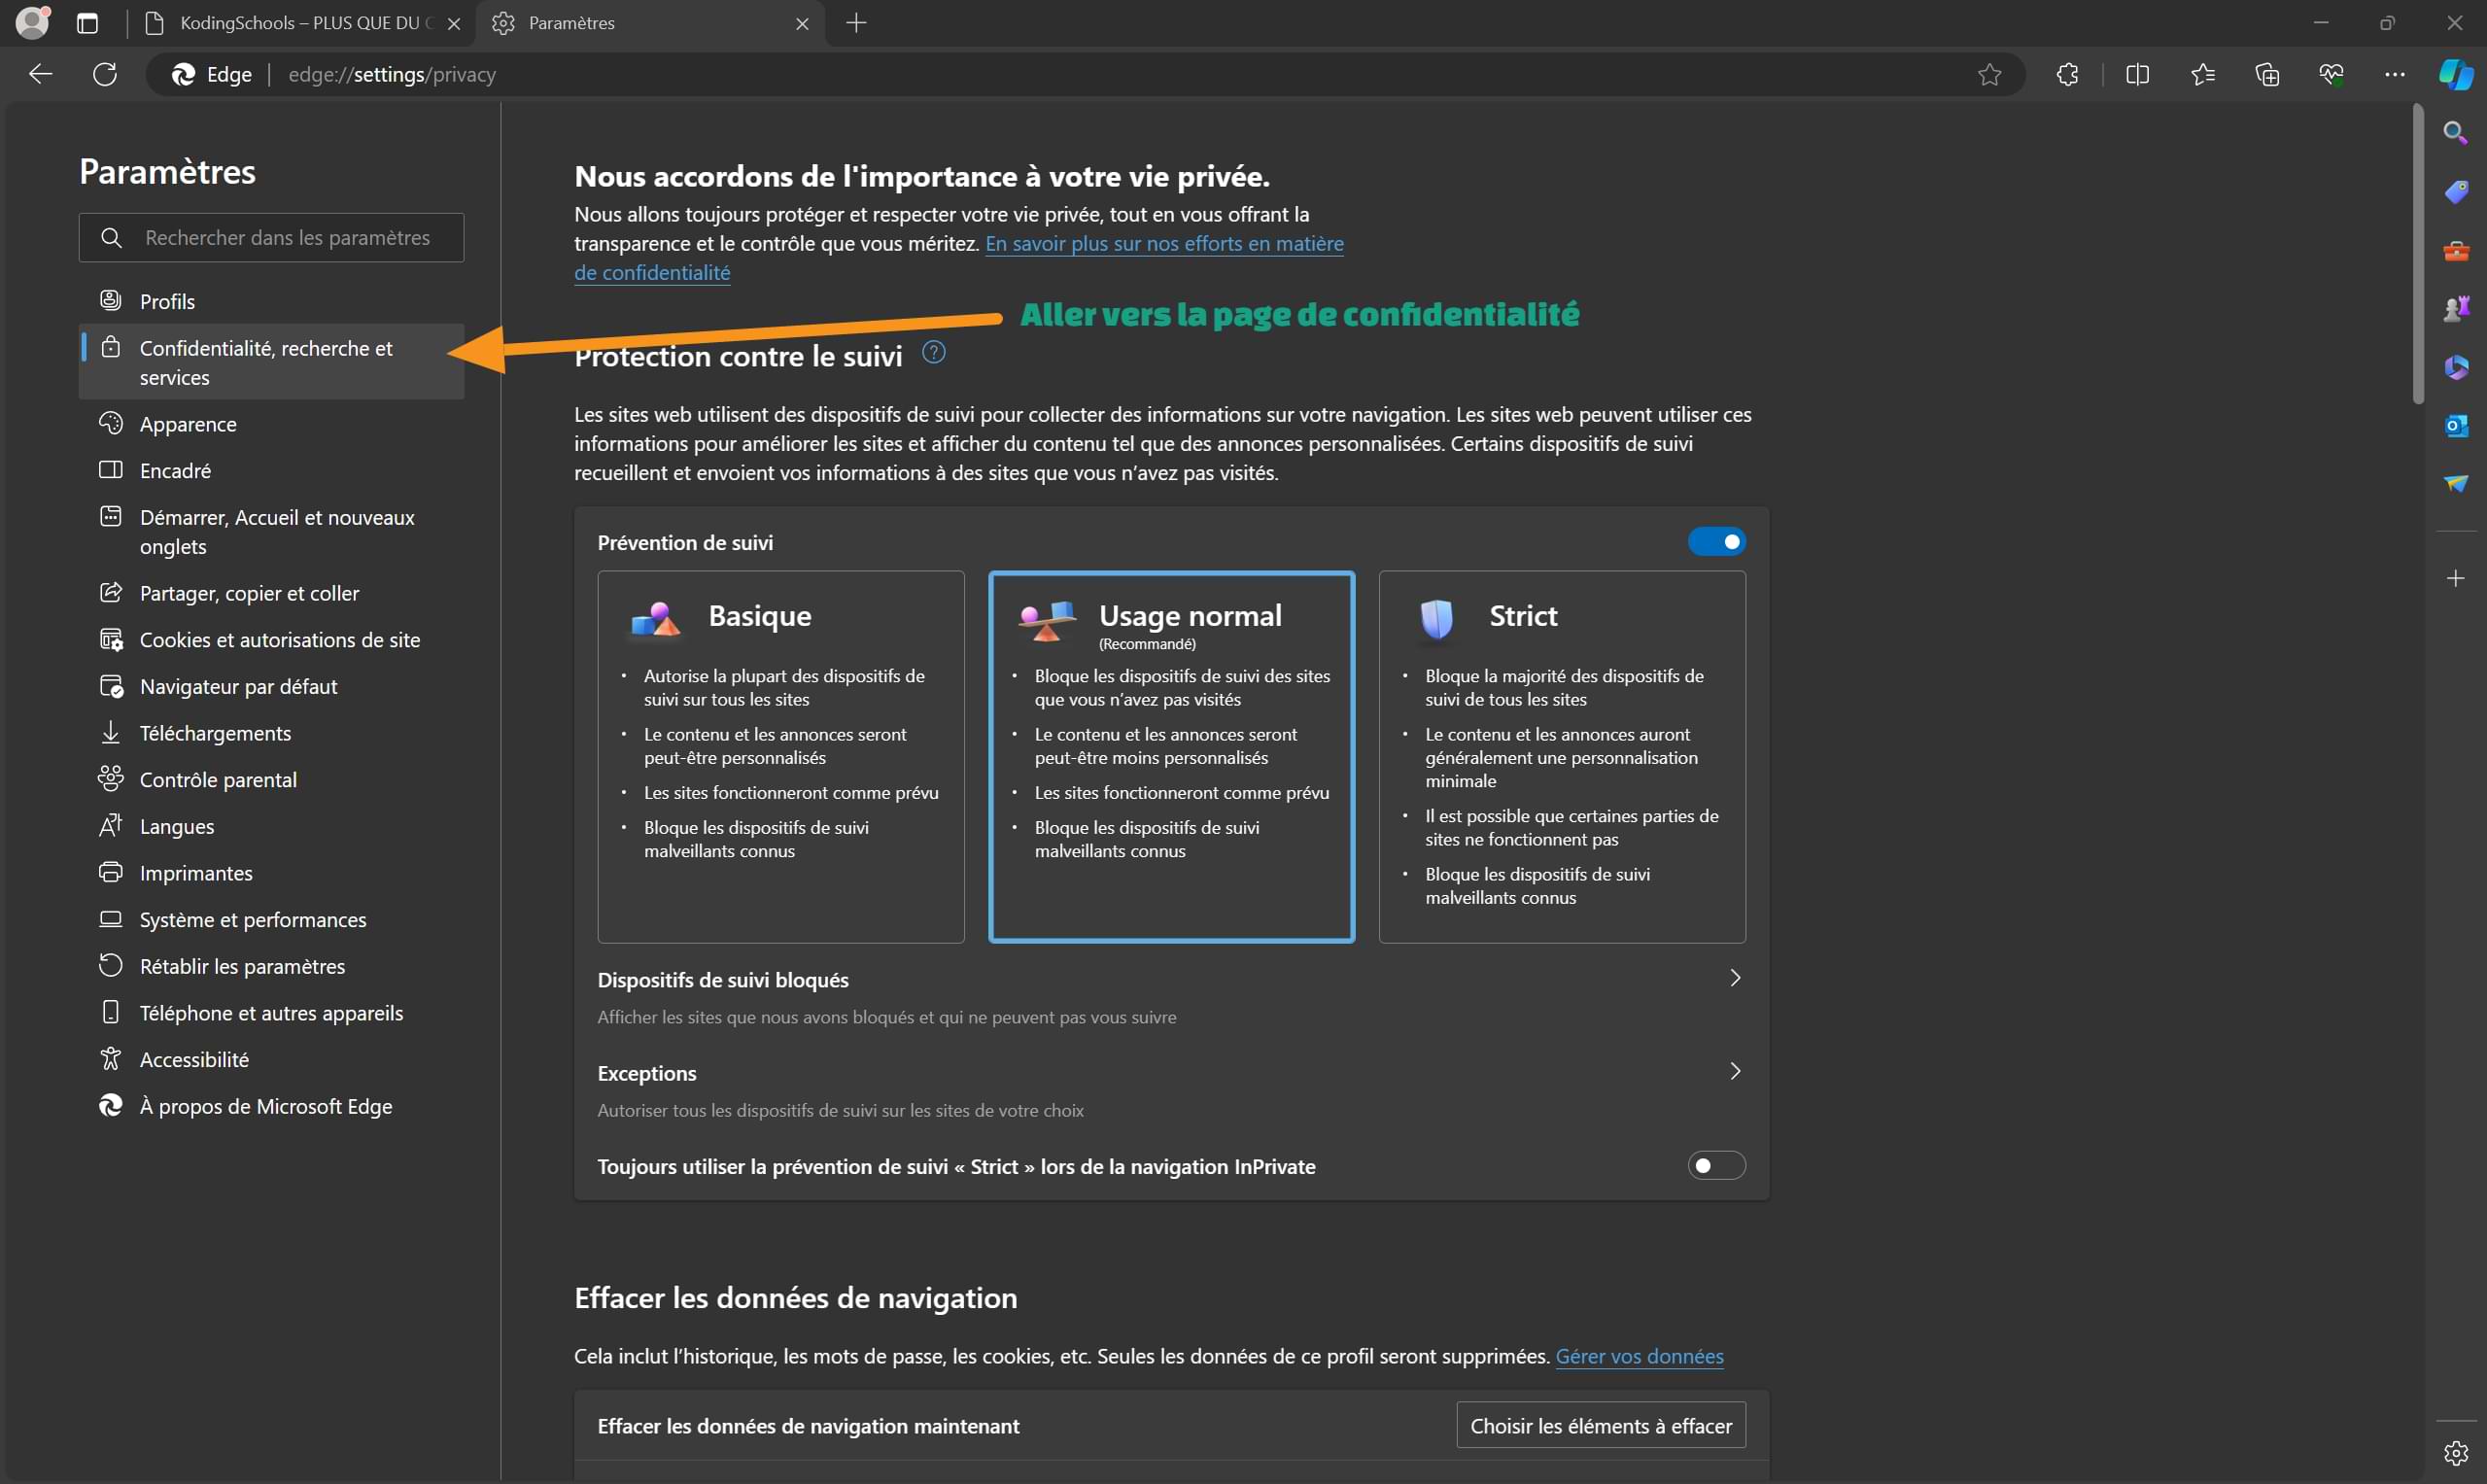 KodingSchools – PLUS QUE DU
Paramètres
Edge
edge://settings/privacy
Paramètres
Rechercher dans les paramètres
Profils
Confidentialité, recherche et
services
Apparence
Encadré
Démarrer, Accueil et nouveaux
onglets
Partager, copier et coller
Cookies et autorisations de site
Navigateur par défaut
Téléchargements
Contrôle parental
Langues
Imprimantes
Système et performances
Rétablir les paramètres
Téléphone et autres appareils
Accessibilité
À propos de Microsoft Edge
Nous accordons de l'importance à votre vie privée.
Nous allons toujours protéger et respecter votre vie privée, tout en vous offrant la
transparence et le contrôle que vous méritez. En savoir plus sur nos efforts en matière
de confidentialité
Aller vers la page de confidentialité
Protection contre le suivi
Les sites web utilisent des dispositifs de suivi pour collecter des informations sur votre navigation. Les sites web peuvent utiliser ces
informations pour améliorer les sites et afficher du contenu tel que des annonces personnalisées. Certains dispositifs de suivi
recueillent et envoient vos informations à des sites que vous n’avez pas visités.
Prévention de suivi
Basique
Autorise la plupart des dispositifs de
suivi sur tous les sites
Le contenu et les annonces seront
peut-être personnalisés
Les sites fonctionneront comme prévu
Bloque les dispositifs de suivi
malveillants connus
Usage normal
(Recommandé)
Bloque les dispositifs de suivi des sites
que vous n’avez pas visités
Le contenu et les annonces seront
peut-être moins personnalisés
Les sites fonctionneront comme prévu
Bloque les dispositifs de suivi
malveillants connus
Strict
Bloque la majorité des dispositifs de
suivi de tous les sites
Le contenu et les annonces auront
généralement une personnalisation
minimale
Il est possible que certaines parties de
sites ne fonctionnent pas
Bloque les dispositifs de suivi
malveillants connus
Dispositifs de suivi bloqués
Afficher les sites que nous avons bloqués et qui ne peuvent pas vous suivre
Exceptions
Autoriser tous les dispositifs de suivi sur les sites de votre choix
Toujours utiliser la prévention de suivi « Strict » lors de la navigation InPrivate
Effacer les données de navigation
Cela inclut l’historique, les mots de passe, les cookies, etc. Seules les données de ce profil seront supprimées. Gérer vos données
Effacer les données de navigation maintenant
Choisir les éléments à effacer